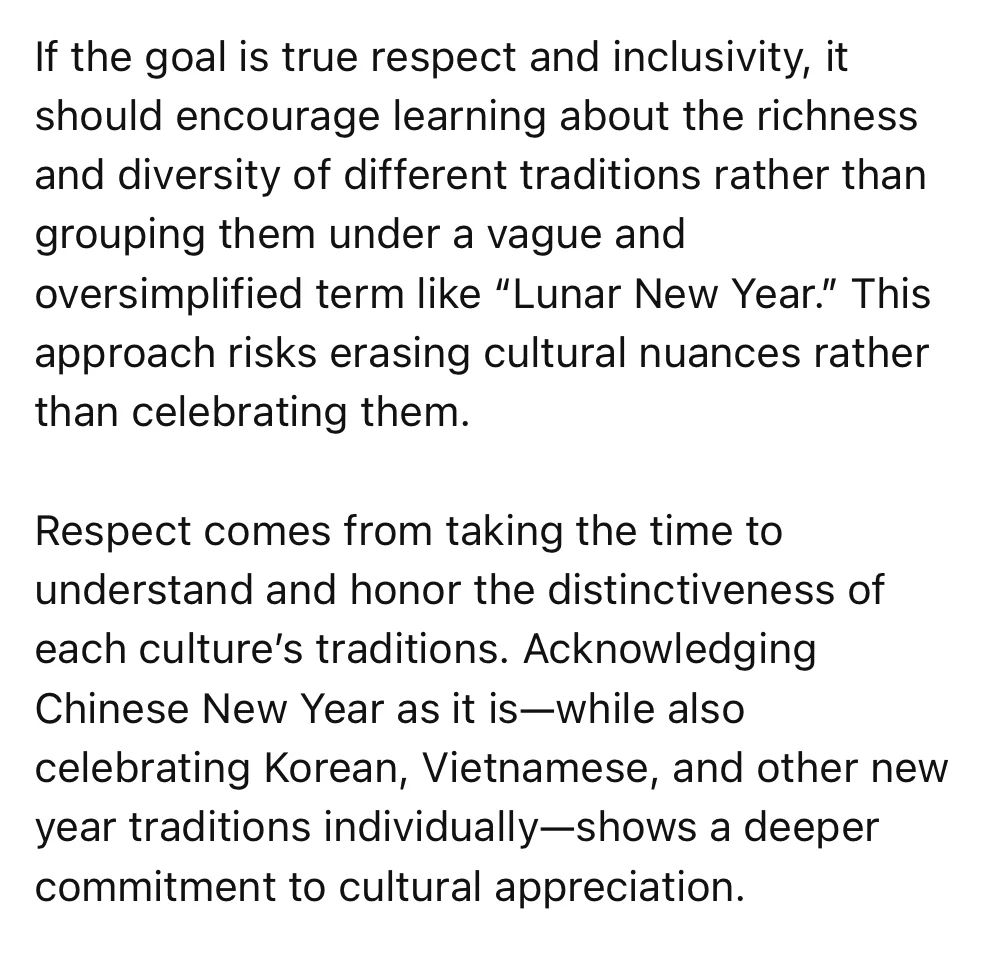 If the goal is true respect and inclusivity, it
should encourage learning about the richness
and diversity of different traditions rather than
grouping them under a vague and
oversimplified term like “Lunar New Year.” This
approach risks erasing cultural nuances rather
than celebrating them.
Respect comes from taking the time to
understand and honor the distinctiveness of
each culture’s traditions. Acknowledging
Chinese New Year as it is—while also
celebrating Korean, Vietnamese, and other new
year traditions individually—shows a deeper
commitment to cultural appreciation.